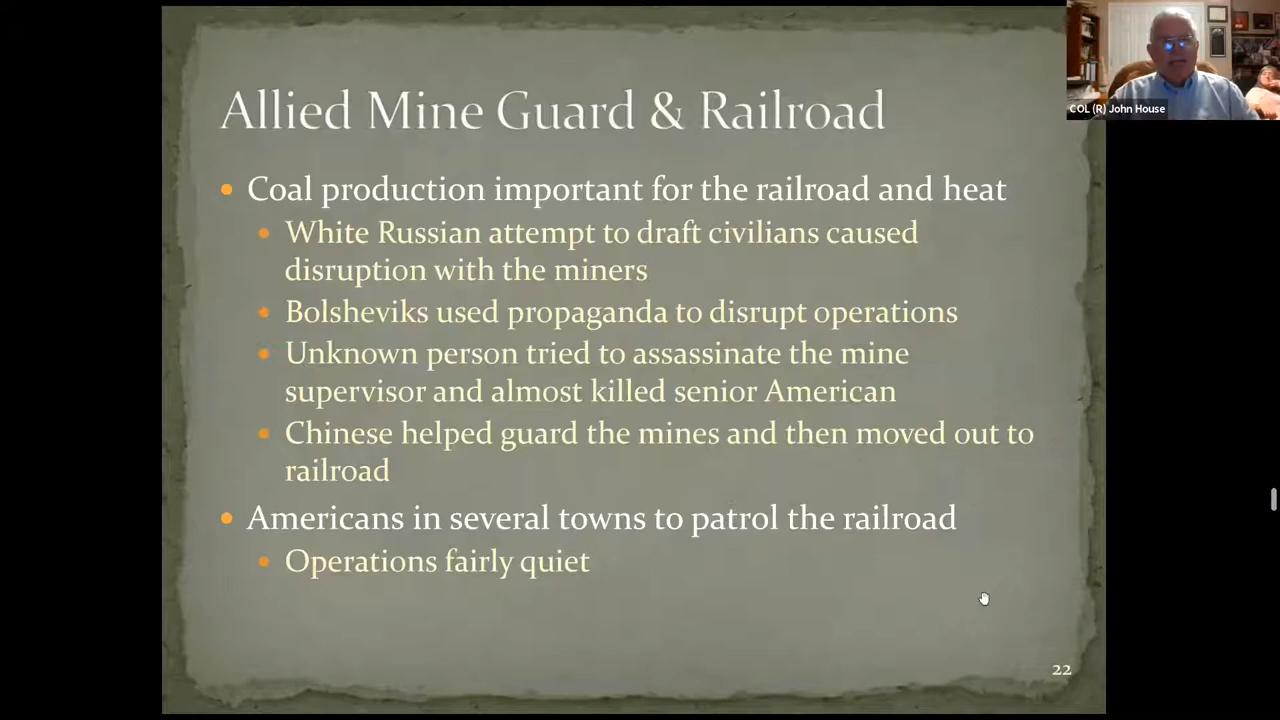 Allied Mine Guard & Railroad
COL (R) John House
• Coal production important for the railroad and heat
• White Russian attempt to draft civilians caused
disruption with the miners
• Bolsheviks used propaganda to disrupt operations
• Unknown person tried to assassinate the mine
supervisor and almost killed senior American
• Chinese helped guard the mines and then moved out to
railroad
• Americans in several towns to patrol the railroad
• Operations fairly quiet
22